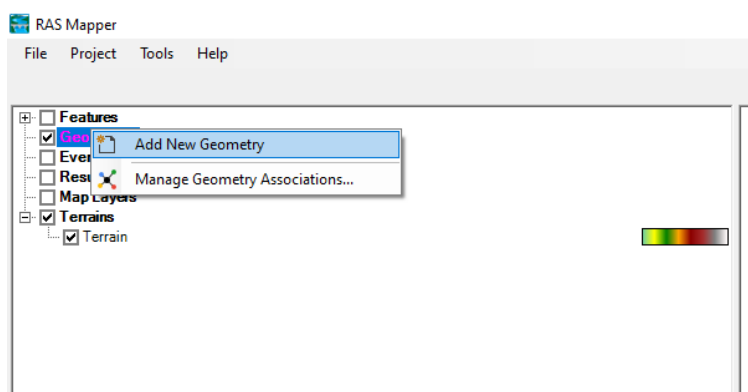 RAS Mapper
File Project Tools Help
Features
Add New Geometry
Manage Geometry Associations...
Map Layers
Terrains
Terrain